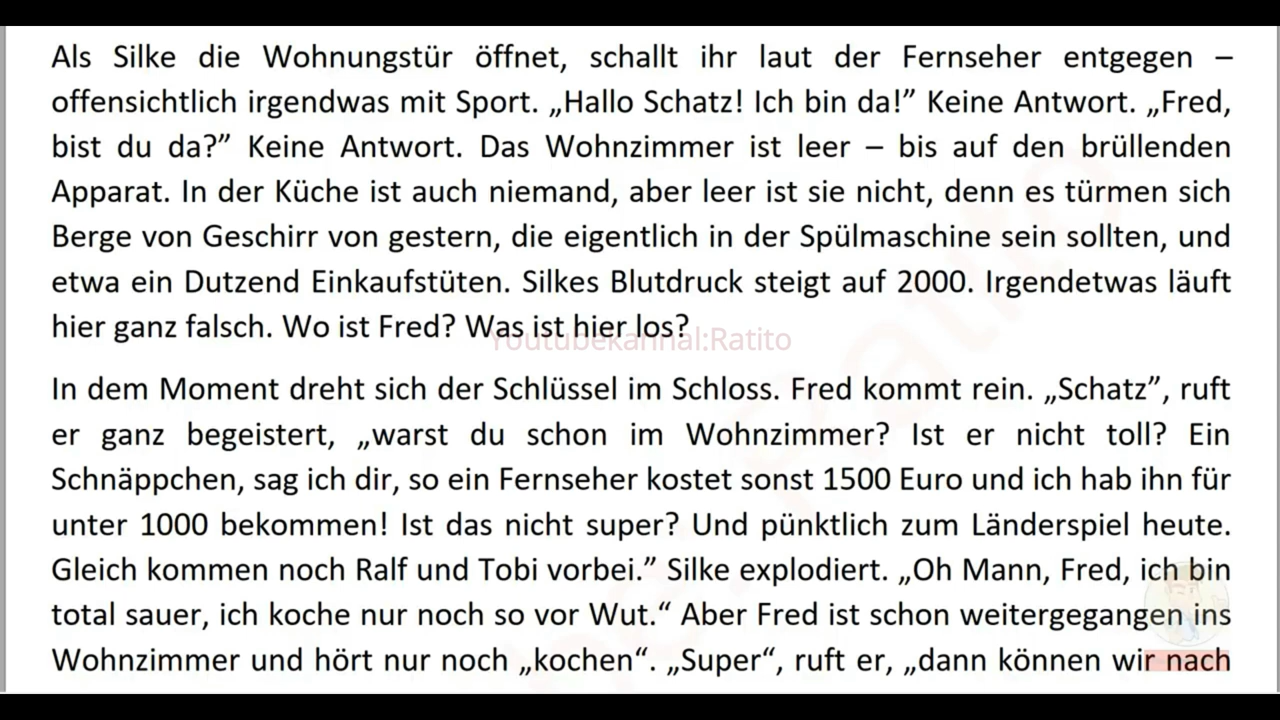 Als Silke die Wohnungstür öffnet, schallt ihr laut der Fernseher entgegen –
offensichtlich irgendwas mit Sport. „Hallo Schatz! Ich bin da!” Keine Antwort. „Fred,
bist du da?” Keine Antwort. Das Wohnzimmer ist leer – bis auf den brüllenden
Apparat. In der Küche ist auch niemand, aber leer ist sie nicht, denn es türmen sich
Berge von Geschirr von gestern, die eigentlich in der Spülmaschine sein sollten, und
etwa ein Dutzend Einkaufstüten. Silkes Blutdruck steigt auf 2000. Irgendetwas läuft
hier ganz falsch. Wo ist Fred? Was ist hier los?
Youtubekannal:Ratito
In dem Moment dreht sich der Schlüssel im Schloss. Fred kommt rein. „Schatz”, ruft
er ganz begeistert, „warst du schon im Wohnzimmer? Ist er nicht toll? Ein
Schnäppchen, sag ich dir, so ein Fernseher kostet sonst 1500 Euro und ich hab ihn für
unter 1000 bekommen! Ist das nicht super? Und pünktlich zum Länderspiel heute.
Gleich kommen noch Ralf und Tobi vorbei.” Silke explodiert. „Oh Mann, Fred, ich bin
total sauer, ich koche nur noch so vor Wut.“ Aber Fred ist schon weitergegangen ins
Wohnzimmer und hört nur noch „kochen“. „Super“, ruft er, „dann können wir nach